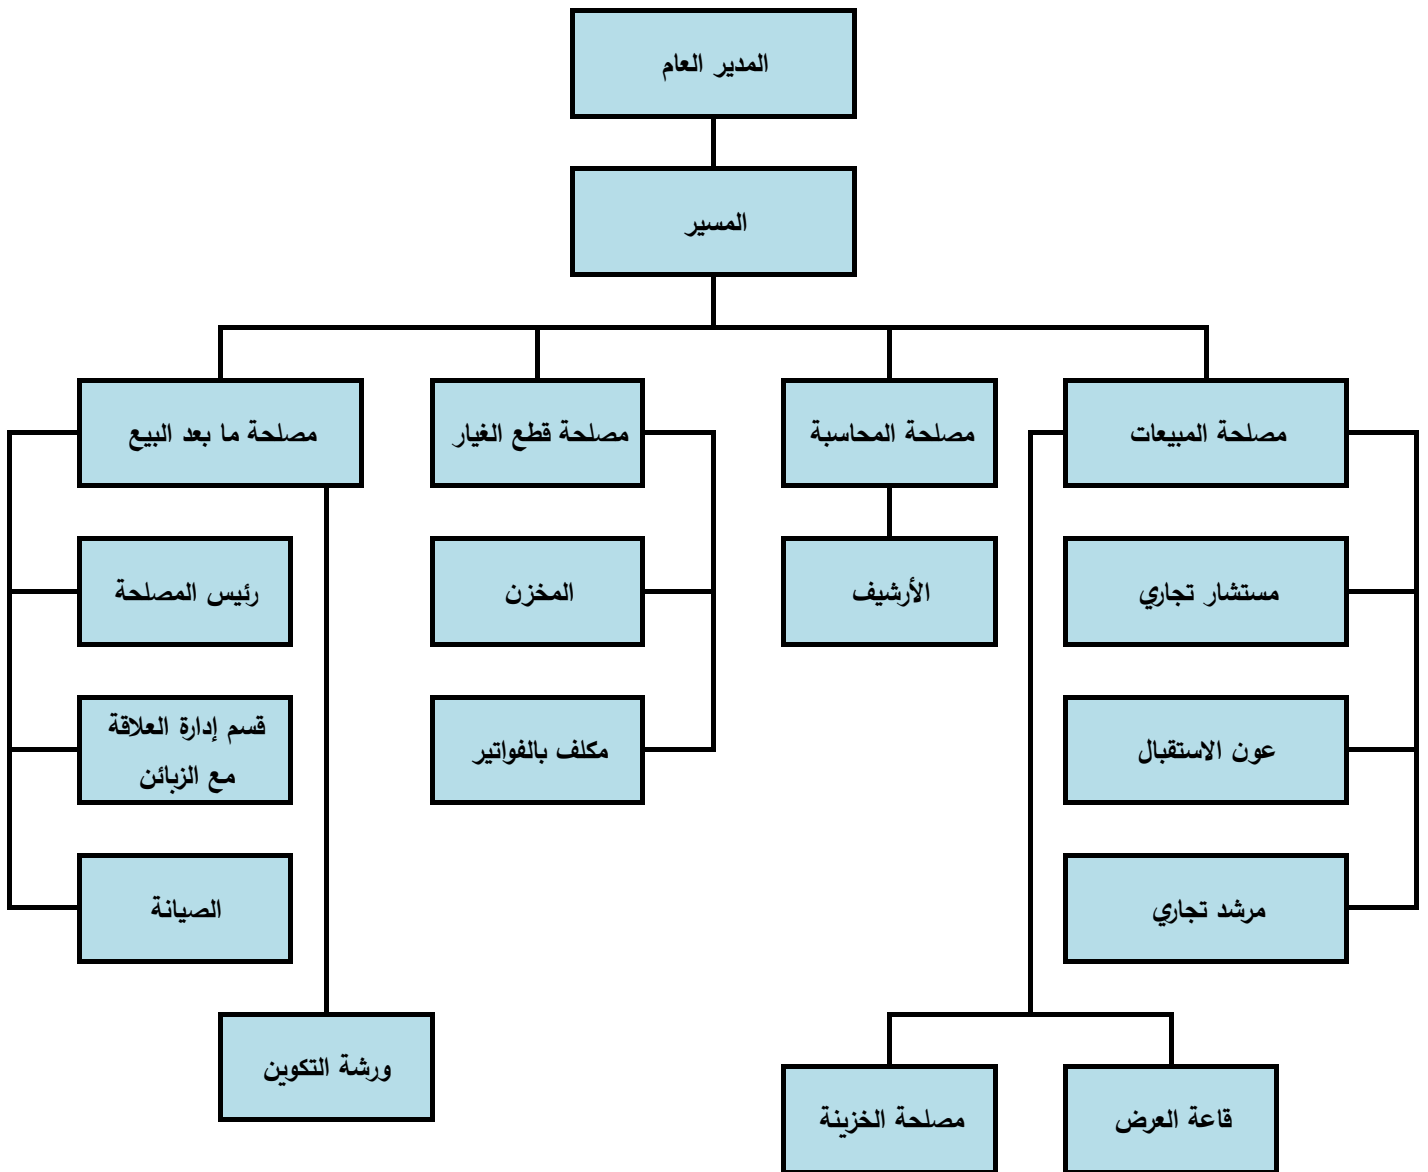 المدير العام
المسير
مصلحة المبيعات
مصلحة المحاسبة
مصلحة قطع الغيار
مصلحة ما بعد البيع
مستشار تجاري
الأرشيف
المخزن
رئيس المصلحة
عون الاستقبال
مكلف بالفواتير
قسم إدارة العلاقة
مع الزبائن
مرشد تجاري
الصيانة
ورشة التكوين
قاعة العرض
مصلحة الخزينة